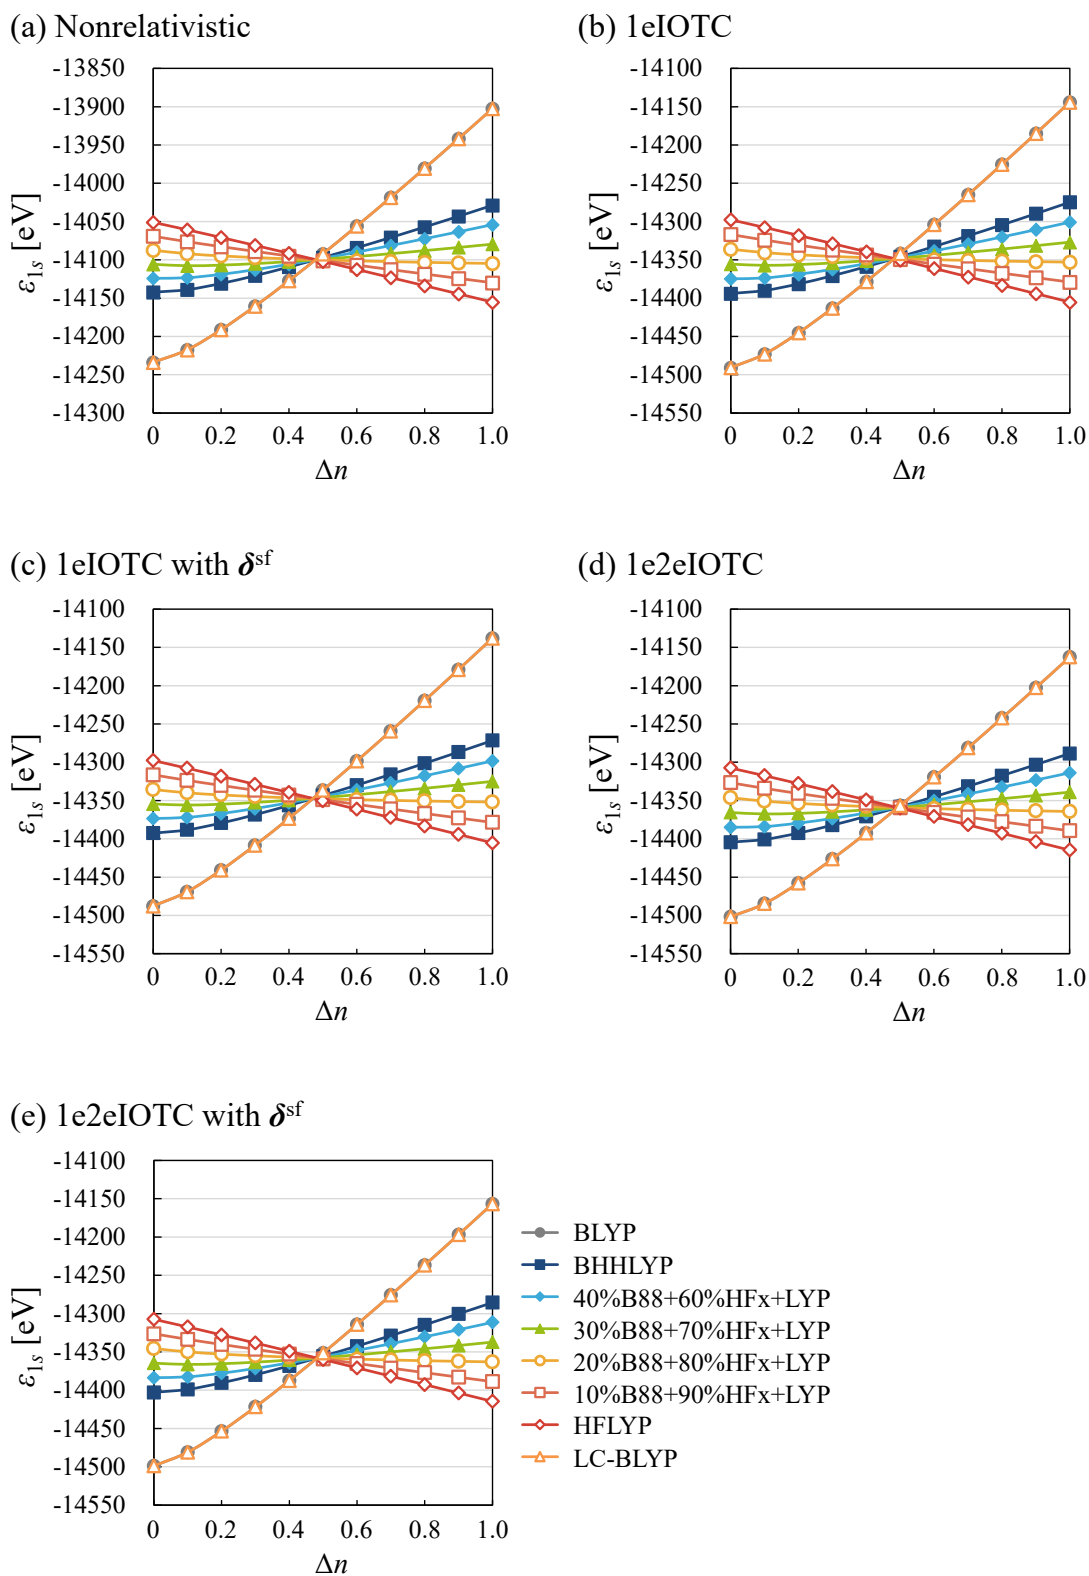 (a) Nonrelativistic
-13850
-13900
-13950
-14000
-14050
-14100
-14150
-14200
-14250
-14300
ε1s [eV]
0 0.2 0.4 0.6 0.8 1.0
Δn
(b) 1eIOTC
-14100
-14150
-14200
-14250
-14300
-14350
-14400
-14450
-14500
-14550
ε1s [eV]
0 0.2 0.4 0.6 0.8 1.0
Δn
(c) 1eIOTC with δsf
-14100
-14150
-14200
-14250
-14300
-14350
-14400
-14450
-14500
-14550
ε1s [eV]
0 0.2 0.4 0.6 0.8 1.0
Δn
(d) 1e2eIOTC
-14100
-14150
-14200
-14250
-14300
-14350
-14400
-14450
-14500
-14550
ε1s [eV]
0 0.2 0.4 0.6 0.8 1.0
Δn
(e) 1e2eIOTC with δsf
-14100
-14150
-14200
-14250
-14300
-14350
-14400
-14450
-14500
-14550
ε1s [eV]
0 0.2 0.4 0.6 0.8 1.0
Δn
BLYP
BHHLYP
40%B88+60%HFx+LYP
30%B88+70%HFx+LYP
20%B88+80%HFx+LYP
10%B88+90%HFx+LYP
HFLYP
LC-BLYP